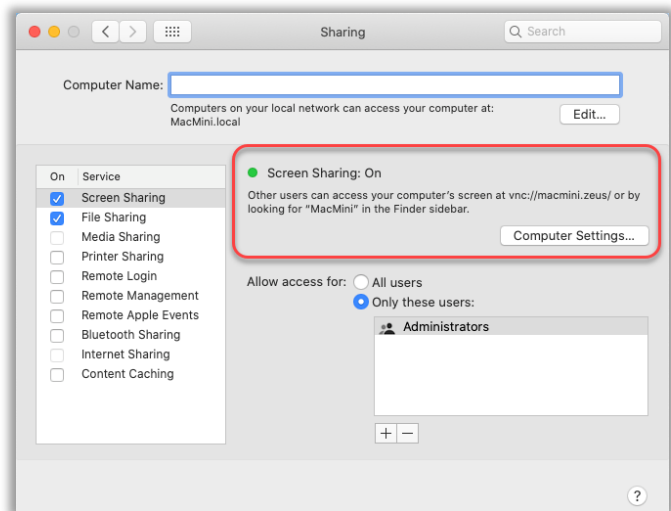 Sharing
Search
Computer Name:
Computers on your local network can access your computer at:
MacMini.local
Edit...
On Service
Screen Sharing
File Sharing
Media Sharing
Printer Sharing
Remote Login
Remote Management
Remote Apple Events
Bluetooth Sharing
Internet Sharing
Content Caching
Screen Sharing: On
Other users can access your computer's screen at vnc://macmini.zeus/ or by
looking for "MacMini" in the Finder sidebar.
Computer Settings...
Allow access for: All users
Only these users:
Administrators
+ −
?